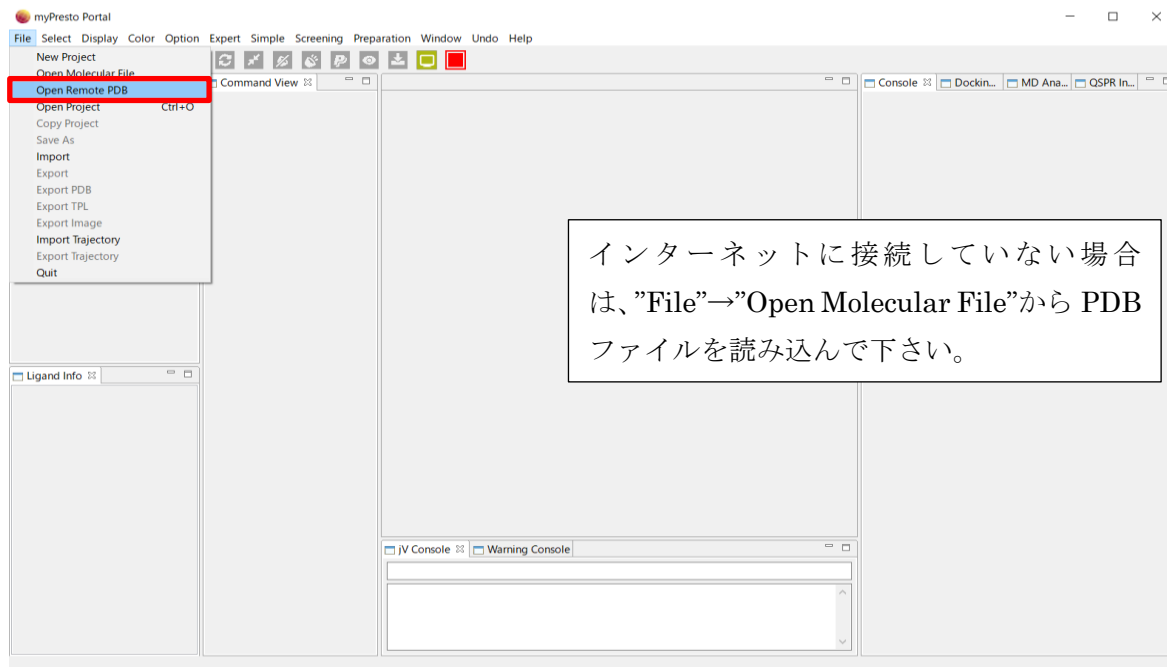 myPresto Portal
File Select Display Color Option Expert Simple Screening Preparation Window Undo Help
New Project
Open Molecular File
Open Remote PDB
Open Project Ctrl+O
Copy Project
Save As
Import
Export
Export PDB
Export TPL
Export Image
Import Trajectory
Export Trajectory
Quit
Command View
Console Dockin... MD Ana... QSPR In...
インターネットに接続していない場合
は、"File"→"Open Molecular File"から PDB
ファイルを読み込んで下さい。
Ligand Info
jV Console Warning Console